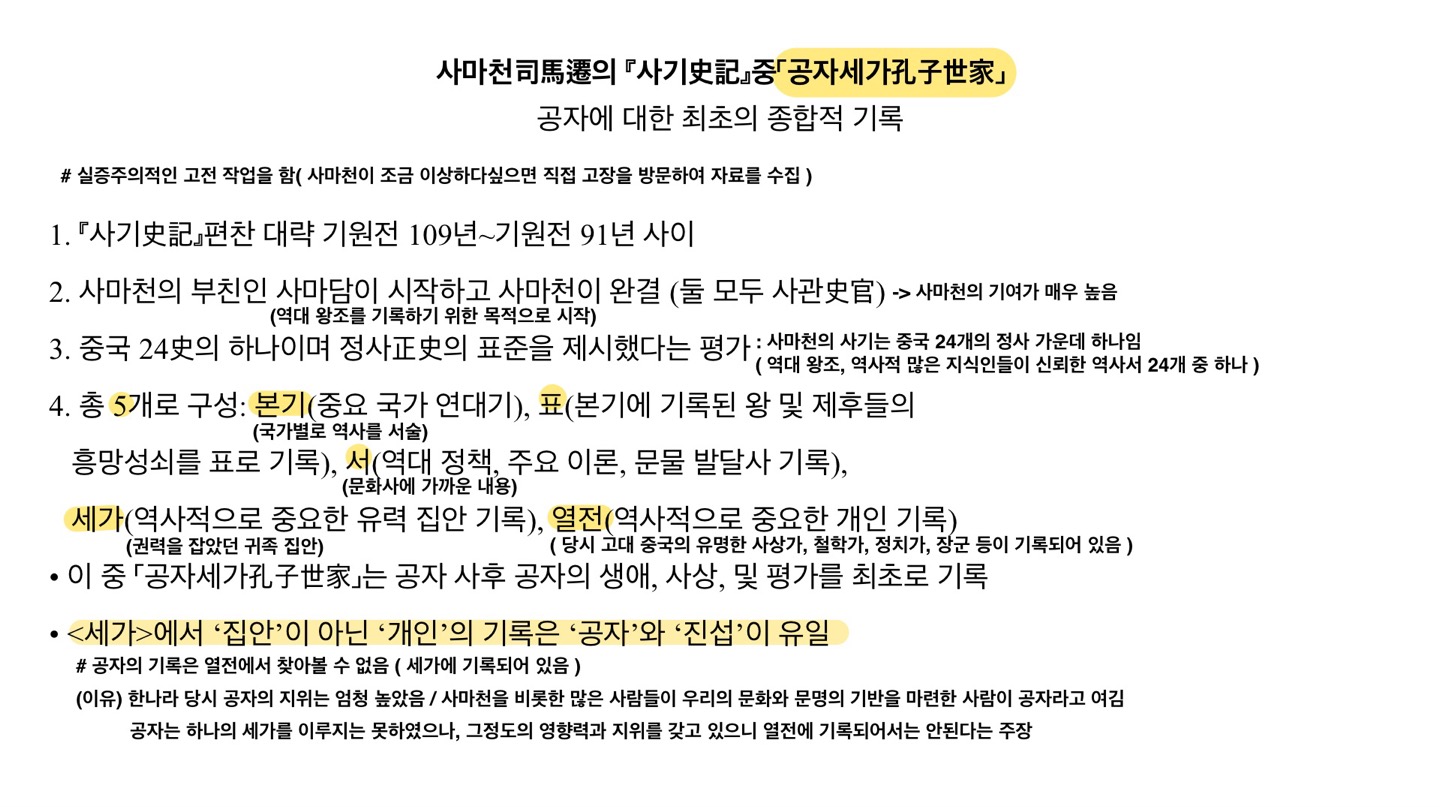 사마천司馬遷의 『사기史記』중「공자세가孔子世家」
공자에 대한 최초의 종합적 기록
# 실증주의적인 고전 작업을 함( 사마천이 조금 이상하다싶으면 직접 고장을 방문하여 자료를 수집 )
1. 『사기史記』편찬 대략 기원전 109년~기원전 91년 사이
2. 사마천의 부친인 사마담이 시작하고 사마천이 완결 (둘 모두 사관史官) -> 사마천의 기여가 매우 높음
(역대 왕조를 기록하기 위한 목적으로 시작)
3. 중국 24史의 하나이며 정사正史의 표준을 제시했다는 평가 : 사마천의 사기는 중국 24개의 정사 가운데 하나임
( 역대 왕조, 역사적 많은 지식인들이 신뢰한 역사서 24개 중 하나 )
4. 총 5개로 구성: 본기(중요 국가 연대기), 표(본기에 기록된 왕 및 제후들의
(국가별로 역사를 서술)
흥망성쇠를 표로 기록), 서(역대 정책, 주요 이론, 문물 발달사 기록),
(문화사에 가까운 내용)
세가(역사적으로 중요한 유력 집안 기록), 열전(역사적으로 중요한 개인 기록)
(권력을 잡았던 귀족 집안) ( 당시 고대 중국의 유명한 사상가, 철학가, 정치가, 장군 등이 기록되어 있음 )
• 이 중「공자세가孔子世家」는 공자 사후 공자의 생애, 사상, 및 평가를 최초로 기록
• <세가>에서 ‘집안’이 아닌 ‘개인’의 기록은 ‘공자’와 ‘진섭’이 유일
# 공자의 기록은 열전에서 찾아볼 수 없음 ( 세가에 기록되어 있음 )
(이유) 한나라 당시 공자의 지위는 엄청 높았음 / 사마천을 비롯한 많은 사람들이 우리의 문화와 문명의 기반을 마련한 사람이 공자라고 여김
공자는 하나의 세가를 이루지는 못하였으나, 그정도의 영향력과 지위를 갖고 있으니 열전에 기록되어서는 안된다는 주장